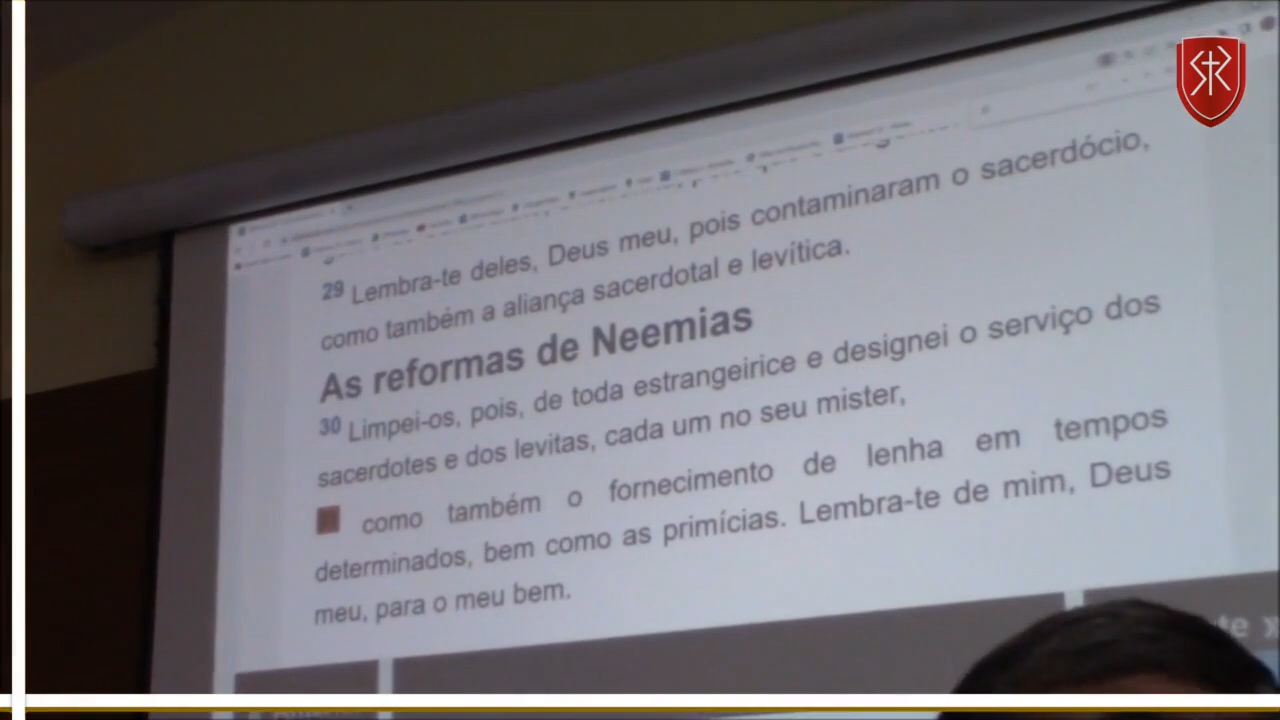 29 Lembra-te deles, Deus meu, pois contaminaram o sacerdócio,
como também a aliança sacerdotal e levítica.
As reformas de Neemias
30 Limpei-os, pois, de toda estrangeirice e designei o serviço dos
sacerdotes e dos levitas, cada um no seu mister,
como também o fornecimento de lenha em tempos
determinados, bem como as primícias. Lembra-te de mim, Deus
meu, para o meu bem.